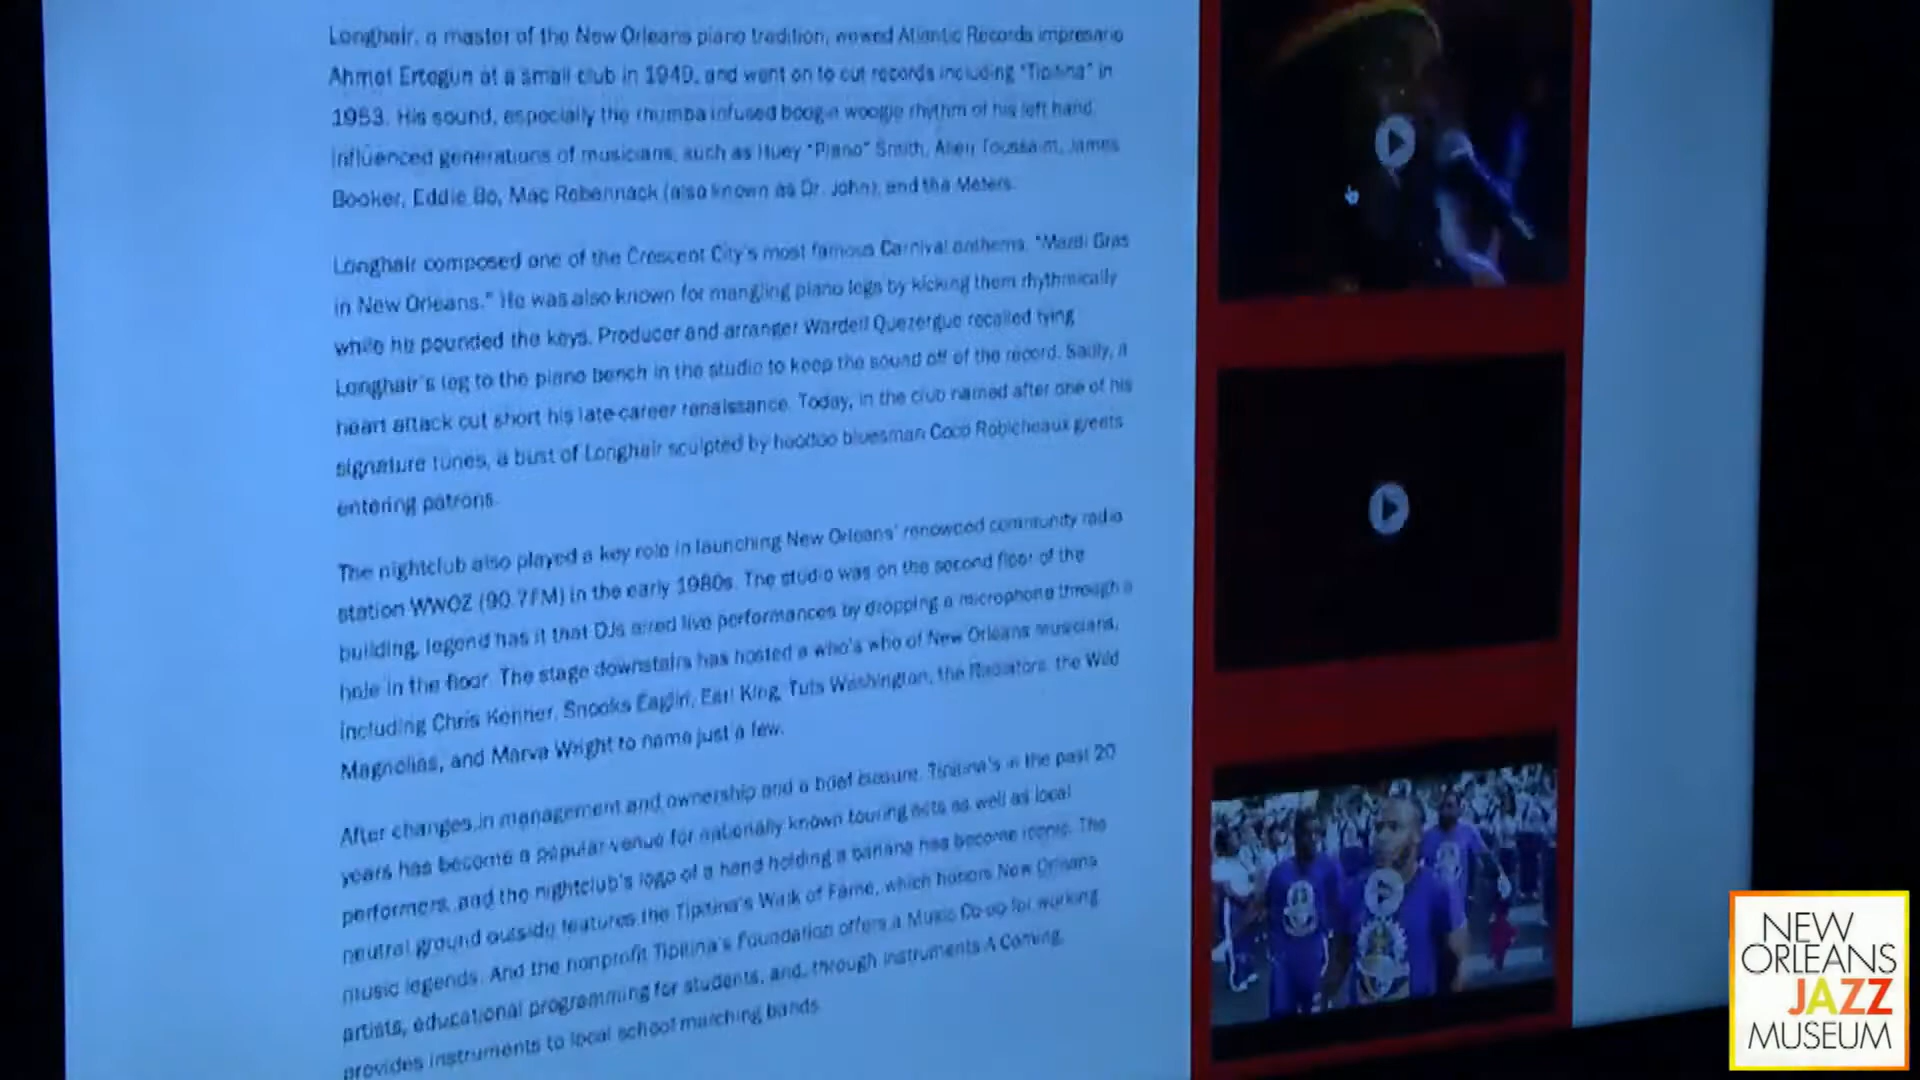 Longhair, a master of the New Orleans piano tradition, wowed Atlantic Records impresario
Ahmet Ertegun at a small club in 1949, and went on to cut records including "Tipitina" in
1953. His sound, especially the rhumba infused boogie woogie rhythm of his left hand,
influenced generations of musicians, such as Huey "Piano" Smith, Allen Toussaint, James
Booker, Eddie Bo, Mac Rebennack (also known as Dr. John), and the Meters.
Longhair composed one of the Crescent City's most famous Carnival anthems, "Mardi Gras
in New Orleans." He was also known for mangling piano legs by kicking them rhythmically
while he pounded the keys. Producer and arranger Wardell Quezergue recalled tying
Longhair's leg to the piano bench in the studio to keep the sound off of the record. Sadly, a
heart attack cut short his late-career renaissance. Today, in the club named after one of his
signature tunes, a bust of Longhair sculpted by hoodoo bluesman Coco Robicheaux greets
entering patrons.
The nightclub also played a key role in launching New Orleans' renowned community radio
station WWOZ (90.7FM) in the early 1980s. The studio was on the second floor of the
building, legend has it that DJs aired live performances by dropping a microphone through a
hole in the floor. The stage downstairs has hosted a who's who of New Orleans musicians,
including Chris Kenner, Snooks Eaglin, Earl King, Tuts Washington, the Radiators, the Wild
Magnolias, and Marva Wright to name just a few.
After changes in management and ownership and a brief closure, Tipitina's in the past 20
years has become a popular venue for nationally known touring acts as well as local
performers, and the nightclub's logo of a hand holding a banana has become iconic. The
neutral ground outside features the Tipitina's Walk of Fame, which honors New Orleans
music legends. And the nonprofit Tipitina's Foundation offers a Music Co-op for working
artists, educational programming for students, and, through Instruments A Coming,
provides instruments to local school marching bands.
NEW
ORLEANS
JAZZ
MUSEUM